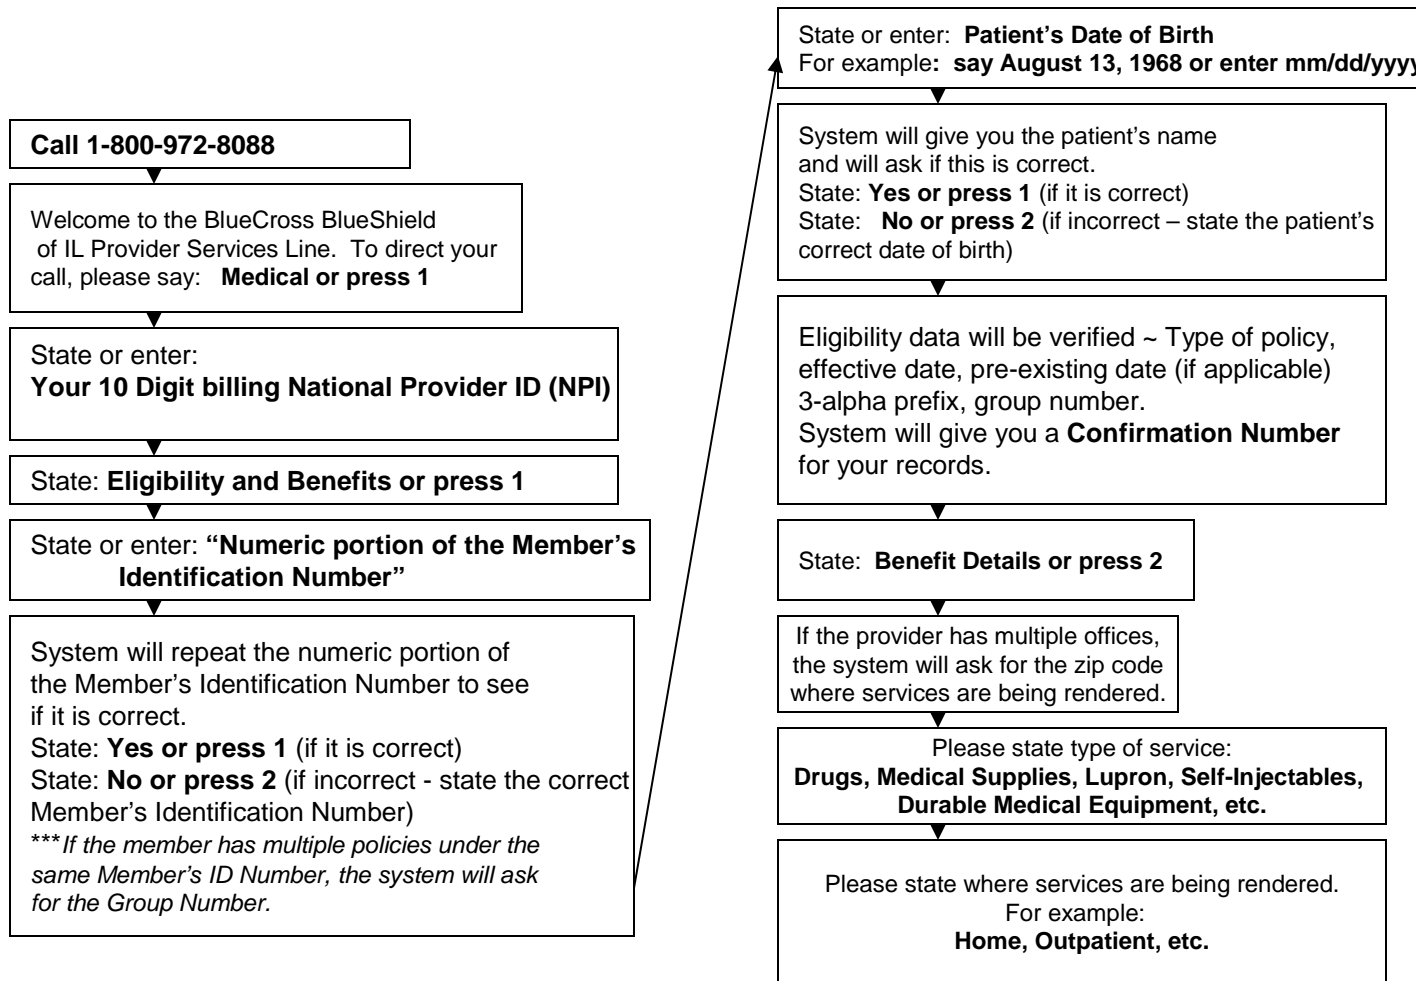 Call 1-800-972-8088
Welcome to the BlueCross BlueShield
of IL Provider Services Line.  To direct your
call, please say:   Medical or press 1
State or enter:
Your 10 Digit billing National Provider ID (NPI)
State: Eligibility and Benefits or press 1
State or enter: “Numeric portion of the Member’s
Identification Number”
System will repeat the numeric portion of
the Member’s Identification Number to see
if it is correct.
State: Yes or press 1 (if it is correct)
State: No or press 2 (if incorrect - state the correct
Member’s Identification Number)
***If the member has multiple policies under the
same Member’s ID Number, the system will ask
for the Group Number.
State or enter:  Patient’s Date of Birth
For example:  say August 13, 1968 or enter mm/dd/yyyy
System will give you the patient’s name
and will ask if this is correct.
State: Yes or press 1 (if it is correct)
State:   No or press 2 (if incorrect – state the patient’s
correct date of birth)
Eligibility data will be verified ~ Type of policy,
effective date, pre-existing date (if applicable)
3-alpha prefix, group number.
System will give you a Confirmation Number
for your records.
State:  Benefit Details or press 2
If the provider has multiple offices,
the system will ask for the zip code
where services are being rendered.
Please state type of service:
Drugs, Medical Supplies, Lupron, Self-Injectables,
Durable Medical Equipment, etc.
Please state where services are being rendered.
For example:
Home, Outpatient, etc.